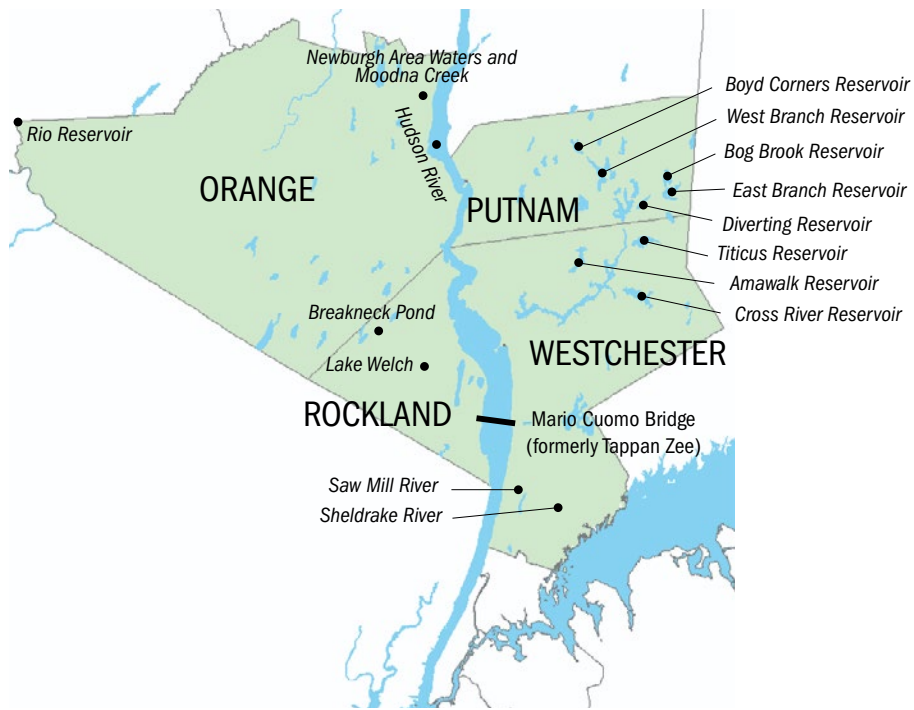 Newburgh Area Waters and
Moodna Creek
Boyd Corners Reservoir
West Branch Reservoir
Rio Reservoir
Hudson River
Bog Brook Reservoir
ORANGE
East Branch Reservoir
PUTNAM
Diverting Reservoir
Titicus Reservoir
Amawalk Reservoir
Breakneck Pond
Cross River Reservoir
WESTCHESTER
Lake Welch
ROCKLAND
Mario Cuomo Bridge
(formerly Tappan Zee)
Saw Mill River
Sheldrake River